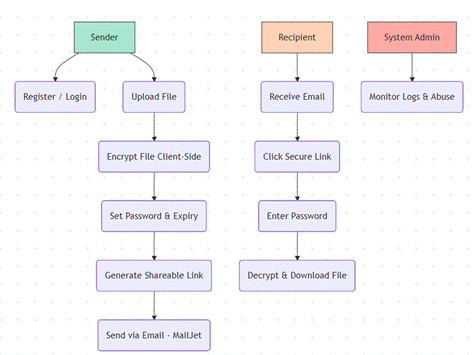 Sender
Recipient
System Admin
Register / Login
Upload File
Receive Email
Monitor Logs & Abuse
Encrypt File Client-Side
Click Secure Link
Set Password & Expiry
Enter Password
Generate Shareable Link
Decrypt & Download File
Send via Email - MailJet